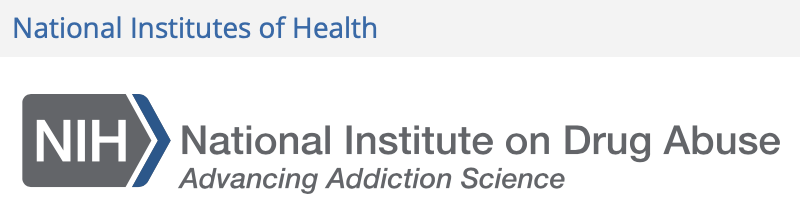 National Institutes of Health
NIH National Institute on Drug Abuse
Advancing Addiction Science